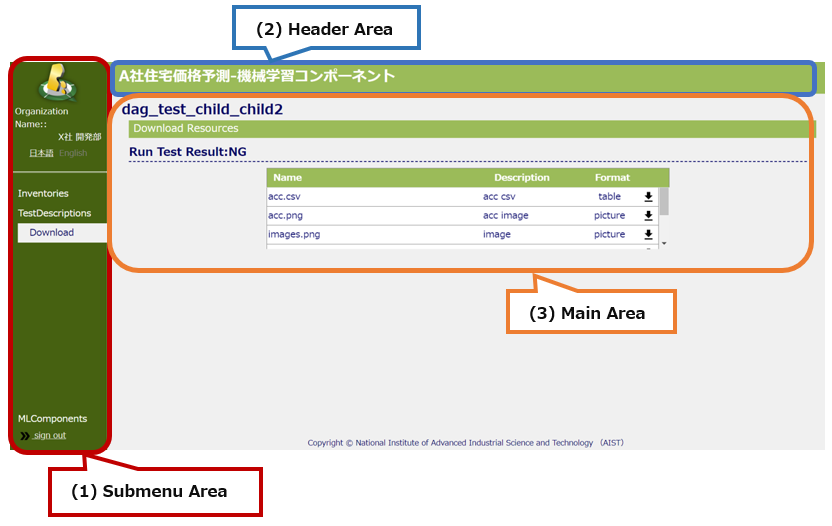 (2) Header Area
A社住宅価格予測-機械学習コンポーネント
Organization
Name::
X社 開発部
日本語 English
Inventories
TestDescriptions
Download
MLComponents
sign out
dag_test_child_child2
Download Resources
Run Test Result:NG
Name Description Format
acc.csv acc csv table
acc.png acc image picture
images.png image picture
(3) Main Area
Copyright © National Institute of Advanced Industrial Science and Technology （AIST）
(1) Submenu Area